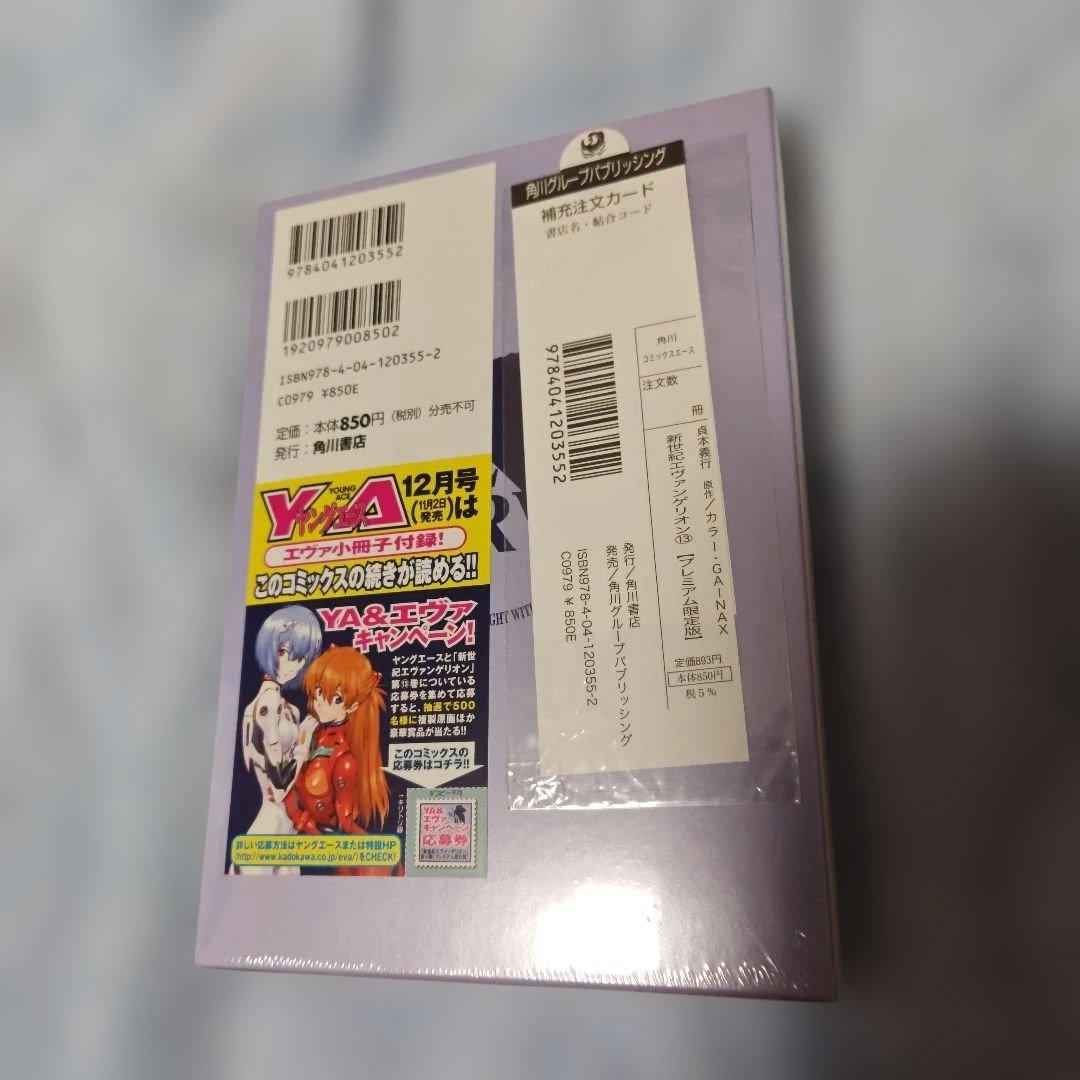 9784041203552
1920979008502
ISBN978-4-04-120355-2
C0979 ¥850E
定価：本体850円（税別）分売不可
発行：角川書店
YOUNG ACE
ヤングエース
12月号
(11月2日発売)は
エヴァ小冊子付録！
このコミックスの続きが読める!!
YA&エヴァ
キャンペーン！
ヤングエースと「新世
紀エヴァンゲリオン」
第⑬巻についている
応募券を集めて応募
すると、抽選で500
名様に複製原画ほか
豪華賞品が当たる!!
このコミックスの
応募券はコチラ!!
コピー不可
←キリトリ線
YA&
エヴァ
キャンペーン
応募券
詳しい応募方法はヤングエースまたは特設HP
(http://www.kadokawa.co.jp/eva/)をCHECK!
角川グループパブリッシング
補充注文カード
書店名・帖合コード
角川
コミックスエース
注文数
冊
貞本義行 原作／カラー・GAINAX
新世紀エヴァンゲリオン⑬【プレミアム限定版】
定価893円
本体850円
税5％
9784041203552
発行／角川書店
発売／角川グループパブリッシング
ISBN978-4-04-120355-2
C0979 ¥850E
R
GHT WIT